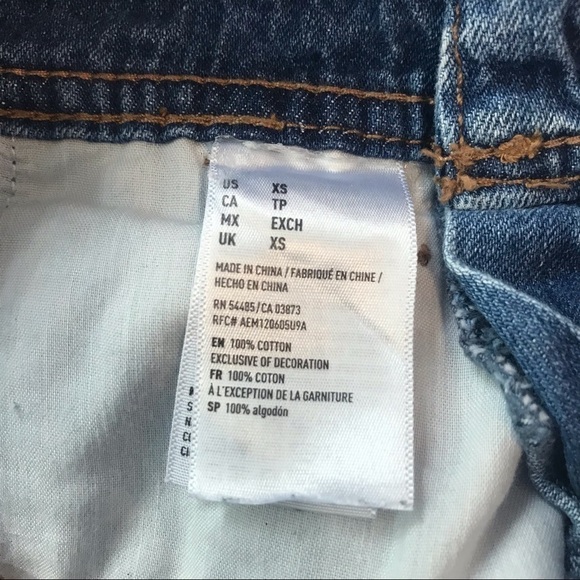 US XS
CA TP
MX EXCH
UK XS
MADE IN CHINA / FABRIQUÉ EN CHINE /
HECHO EN CHINA
RN 54485/CA 03873
RFC# AEM120605U9A
EN 100% COTTON
EXCLUSIVE OF DECORATION
FR 100% COTON
À L'EXCEPTION DE LA GARNITURE
SP 100% algodón